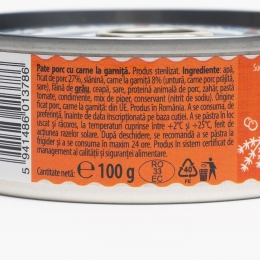 Pate porc cu carne la garniță. Produs sterilizat. Ingrediente: apă,
ficat de porc 27%, slănină, carne la garniță 8% (untură, carne porc, piper,
sare), făină de grâu, ceapă, sare, proteină animală de porc, zahăr, pastă
tomate, condimente, mix de piper, conservant (nitrit de sodiu). Origine
ficat porc, carne la garniță: din UE. Produs în România. A se consuma, de
preferință, înainte de data înscripționată pe cutie. A se păstra în loc
uscat și răcoros, la temperatura cuprinse între +2°C și +25°C, ferit de
acțiunea razelor solare. După deschidere, se recomandă a se păstra la
frigider și a se consuma în maxim 24 ore. Produs în sistem certificat de
management al calității și siguranței alimentare.
Cantitate netă: 100 g
RO
33
EC
40
FE
5 941486 013786